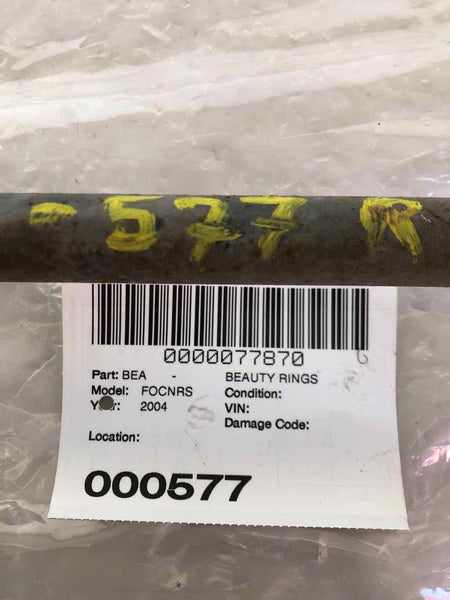 -577 R
0000077870
Part: BEA - BEAUTY RINGS
Model: FOCNRS Condition:
Year: 2004 VIN:
Damage Code:
Location:
000577